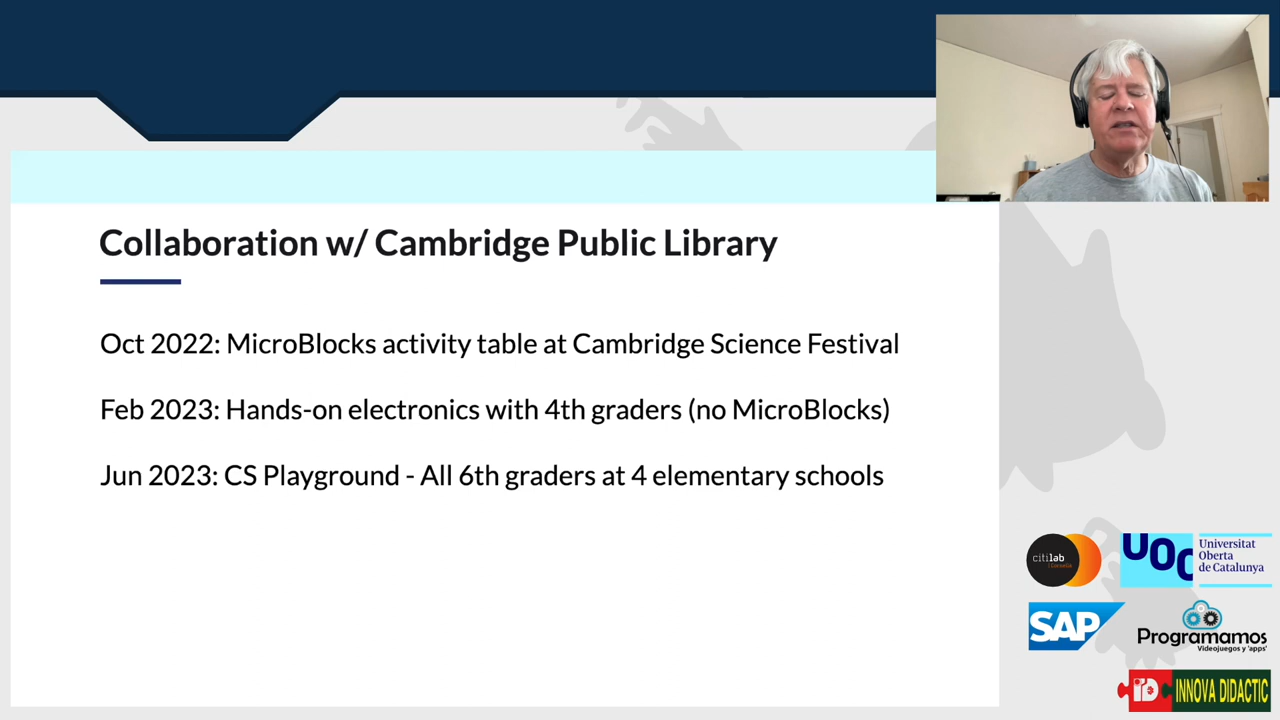 Collaboration w/ Cambridge Public Library
Oct 2022: MicroBlocks activity table at Cambridge Science Festival
Feb 2023: Hands-on electronics with 4th graders (no MicroBlocks)
Jun 2023: CS Playground - All 6th graders at 4 elementary schools
citilab
UOC
Universitat
Oberta
de Catalunya
SAP
Programamos
Videojuegos y 'apps'
iD INNOVA DIDACTIC